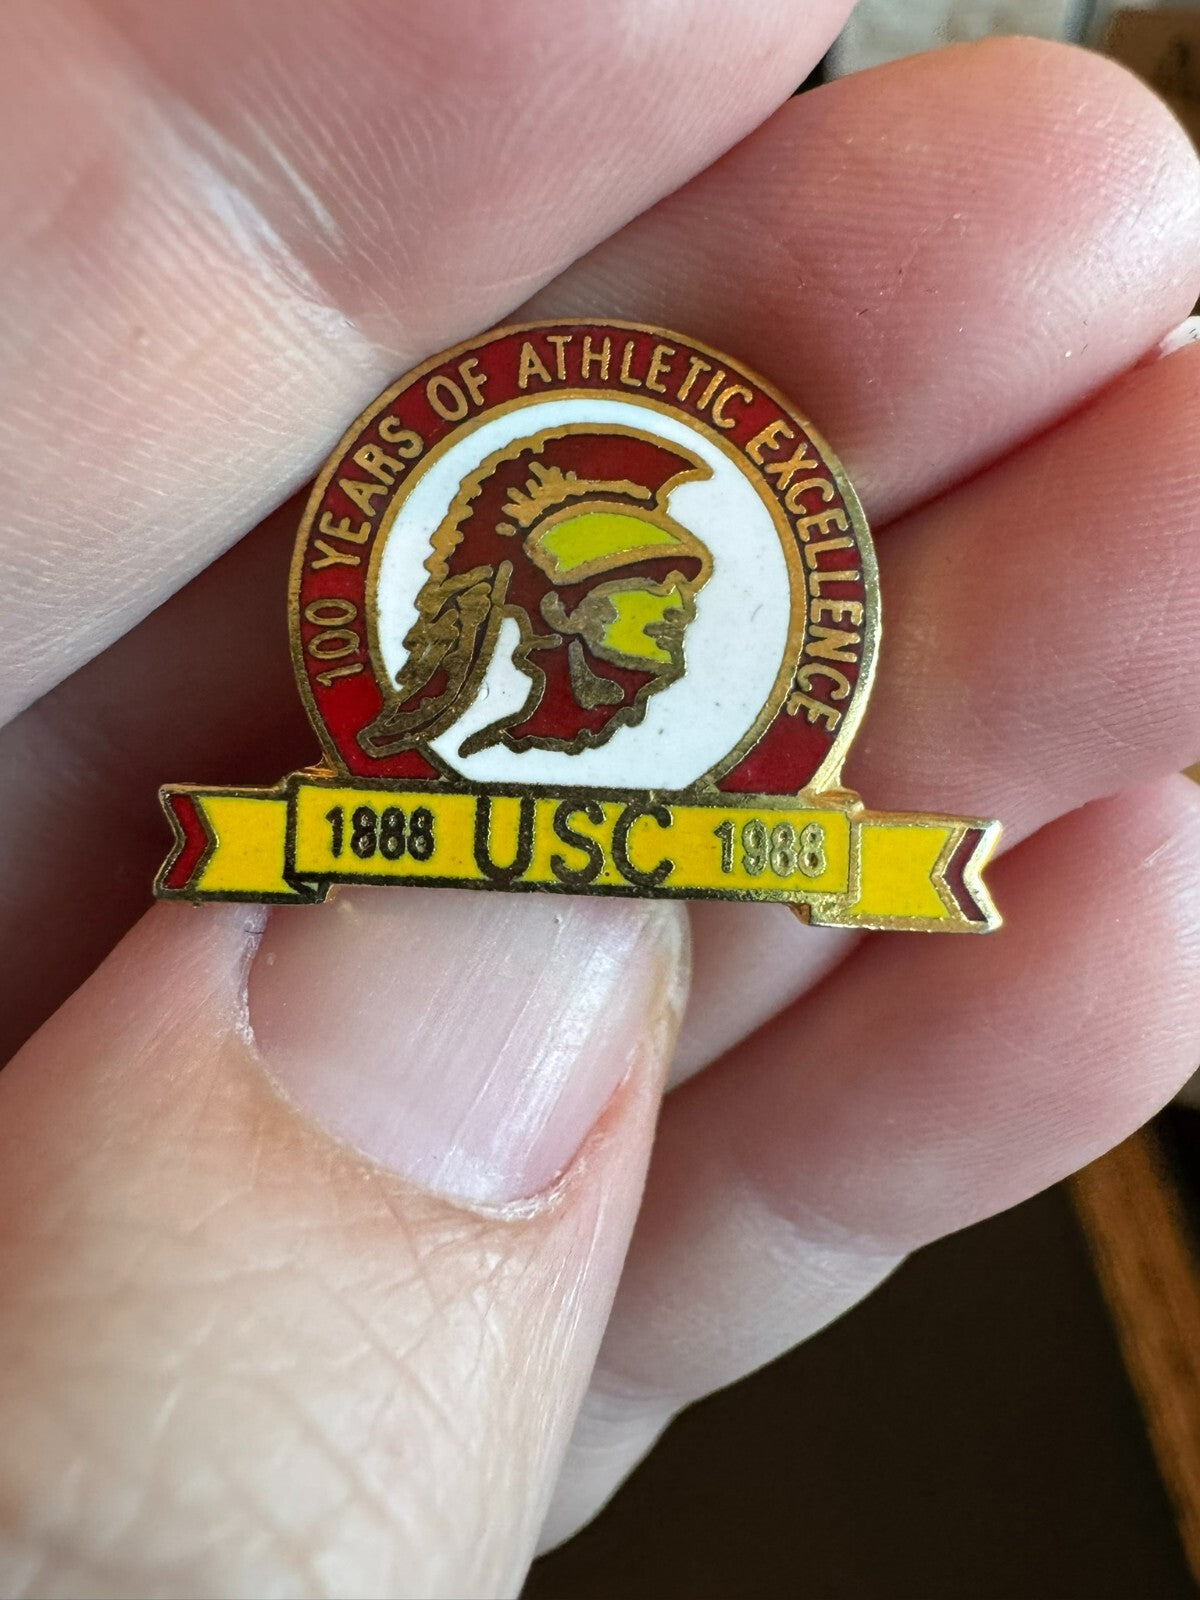 100 YEARS OF ATHLETIC EXCELLENCE
1888 USC 1988